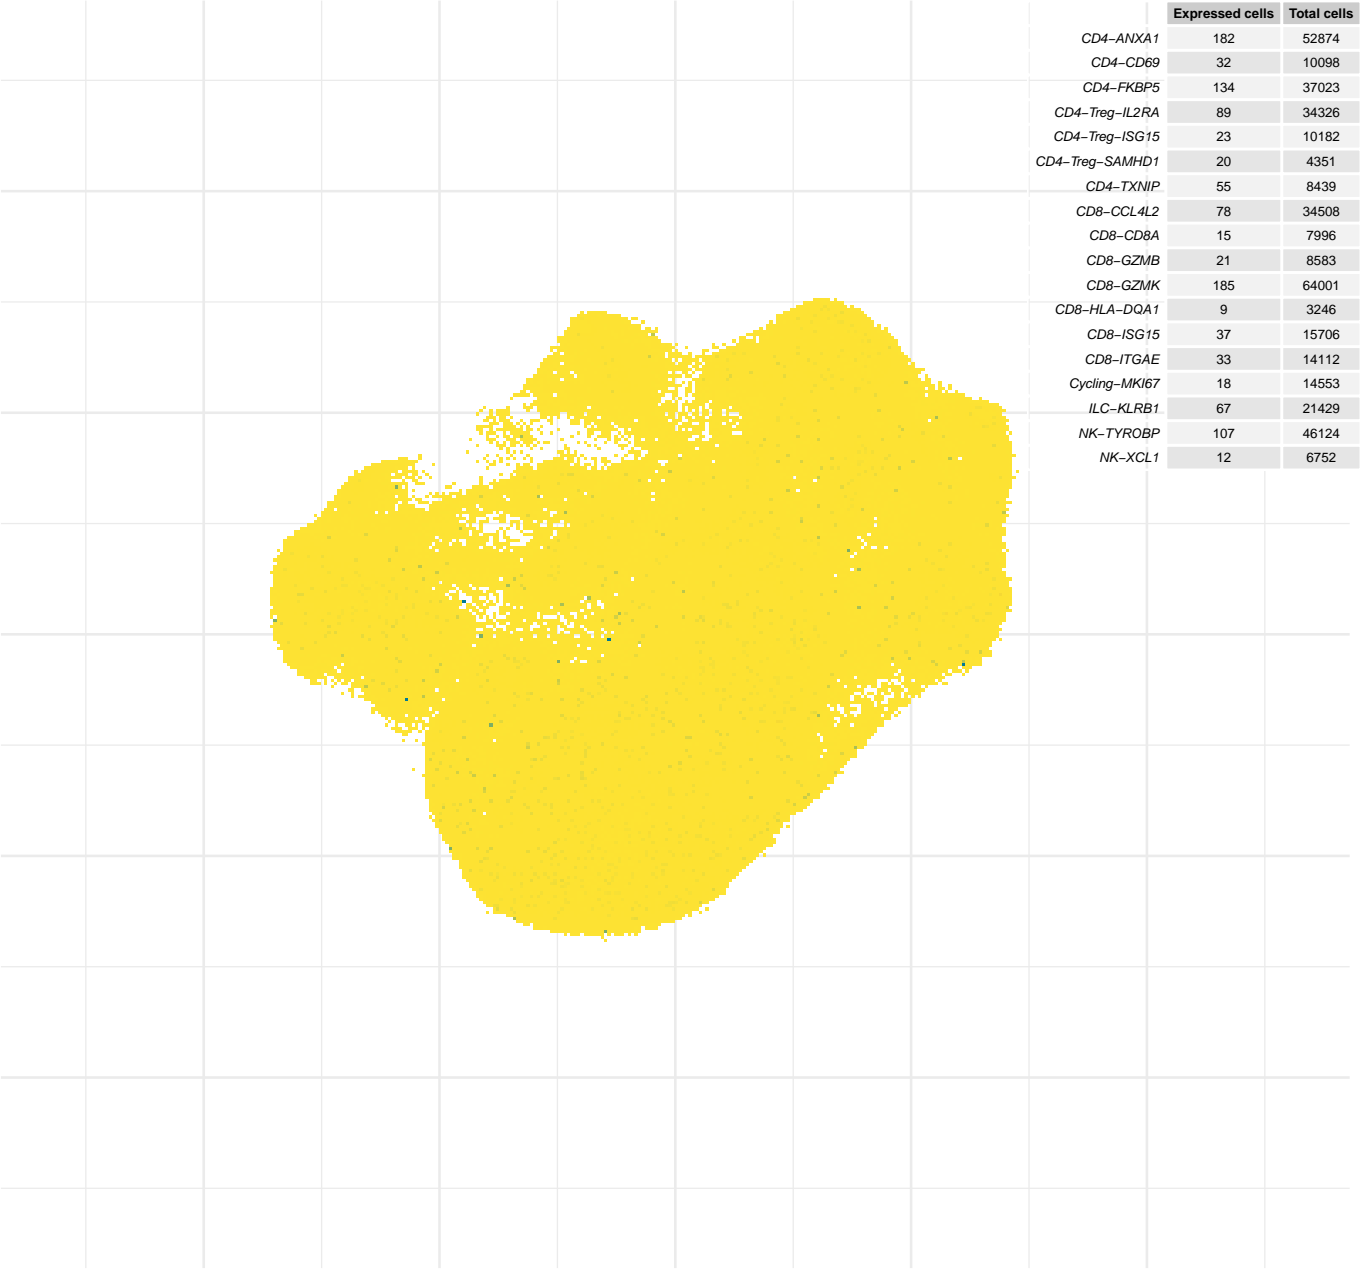 Expressed cells Total cells
CD4−ANXA1 182 52874
CD4−CD69 32 10098
CD4−FKBP5 134 37023
CD4−Treg−IL2RA 89 34326
CD4−Treg−ISG15 23 10182
CD4−Treg−SAMHD1 20 4351
CD4−TXNIP 55 8439
CD8−CCL4L2 78 34508
CD8−CD8A 15 7996
CD8−GZMB 21 8583
CD8−GZMK 185 64001
CD8−HLA−DQA1 9 3246
CD8−ISG15 37 15706
CD8−ITGAE 33 14112
Cycling−MKI67 18 14553
ILC−KLRB1 67 21429
NK−TYROBP 107 46124
NK−XCL1 12 6752